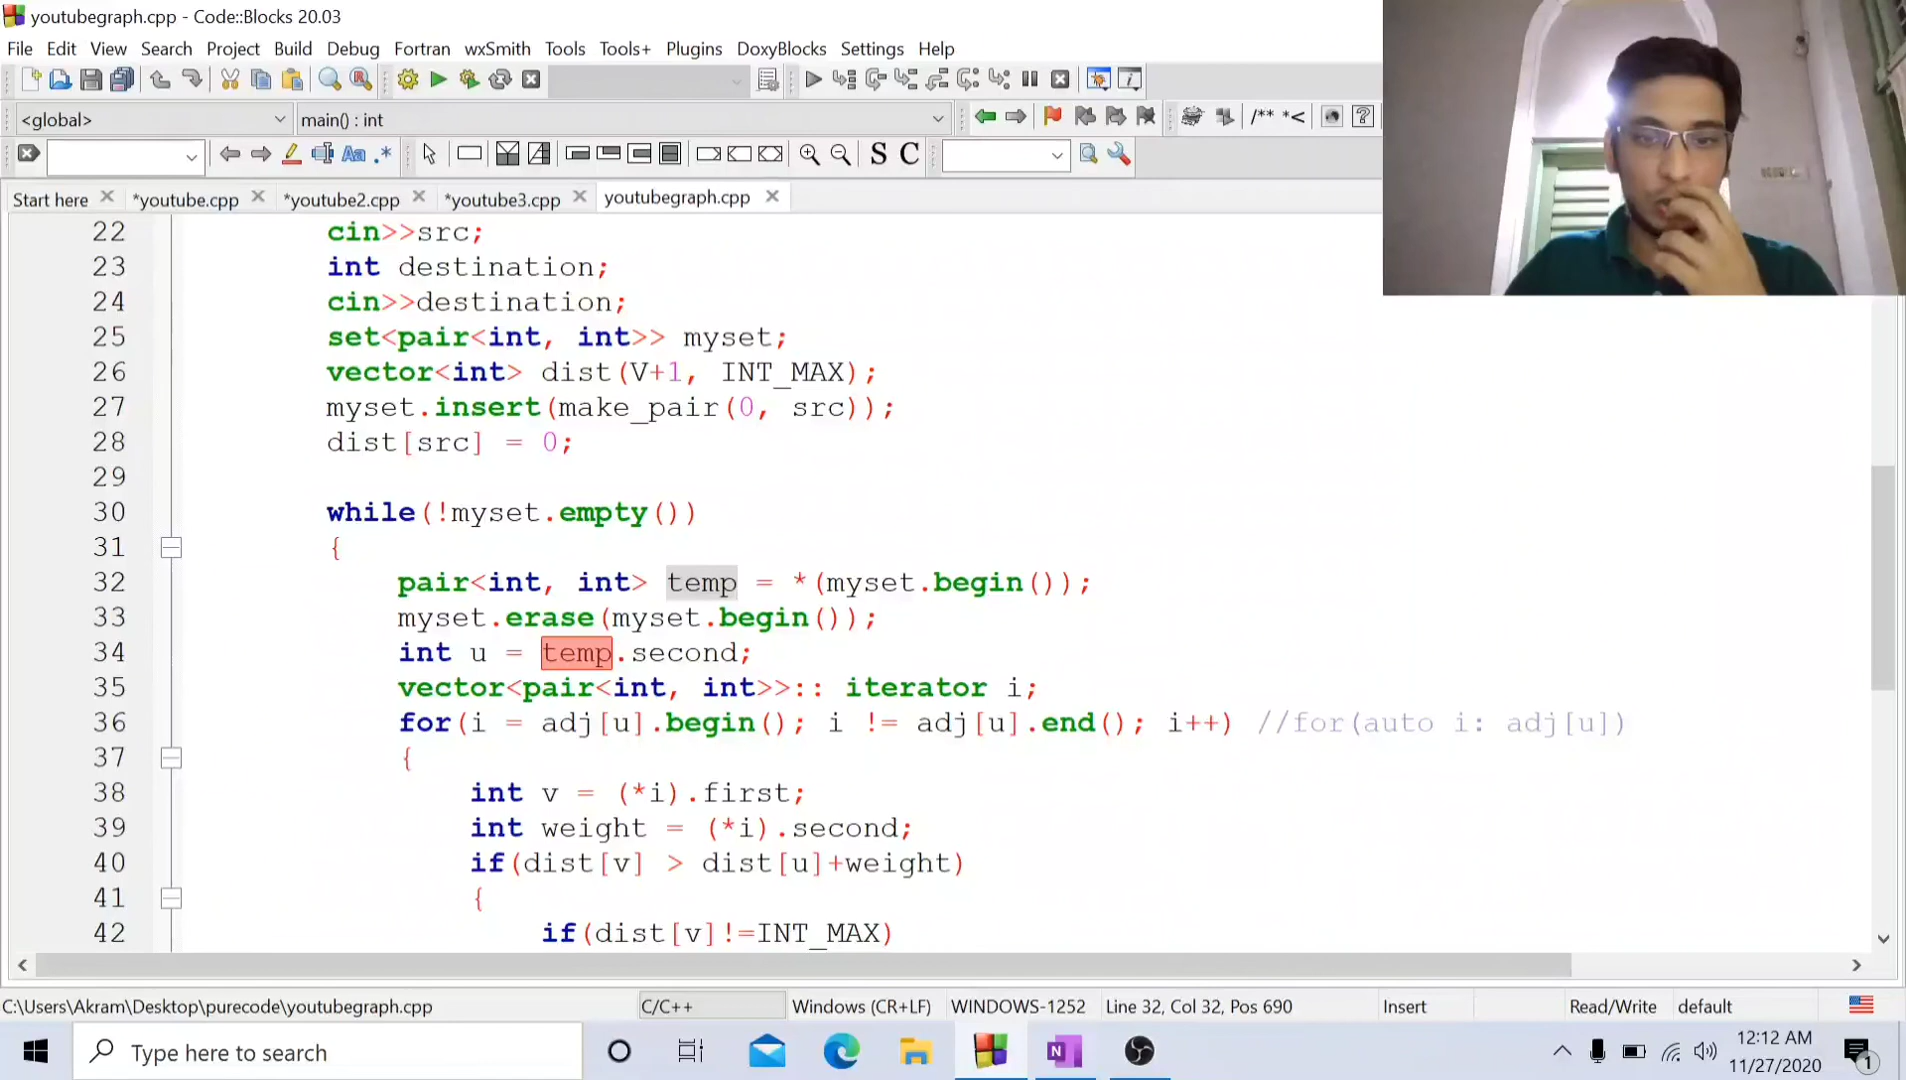 youtubegraph.cpp - Code::Blocks 20.03
File Edit View Search Project Build Debug Fortran wxSmith Tools Tools+ Plugins DoxyBlocks Settings Help
<global> main() : int /** *<
S C
Start here *youtube.cpp *youtube2.cpp *youtube3.cpp youtubegraph.cpp
22 cin>>src;
23 int destination;
24 cin>>destination;
25 set<pair<int, int>> myset;
26 vector<int> dist(V+1, INT_MAX);
27 myset.insert(make_pair(0, src));
28 dist[src] = 0;
29
30 while(!myset.empty())
31 {
32 pair<int, int> temp = *(myset.begin());
33 myset.erase(myset.begin());
34 int u = temp.second;
35 vector<pair<int, int>>:: iterator i;
36 for(i = adj[u].begin(); i != adj[u].end(); i++) //for(auto i: adj[u])
37 {
38 int v = (*i).first;
39 int weight = (*i).second;
40 if(dist[v] > dist[u]+weight)
41 {
42 if(dist[v]!=INT_MAX)
C:\Users\Akram\Desktop\purecode\youtubegraph.cpp C/C++ Windows (CR+LF) WINDOWS-1252 Line 32, Col 32, Pos 690 Insert Read/Write default
Type here to search 12:12 AM
11/27/2020 1